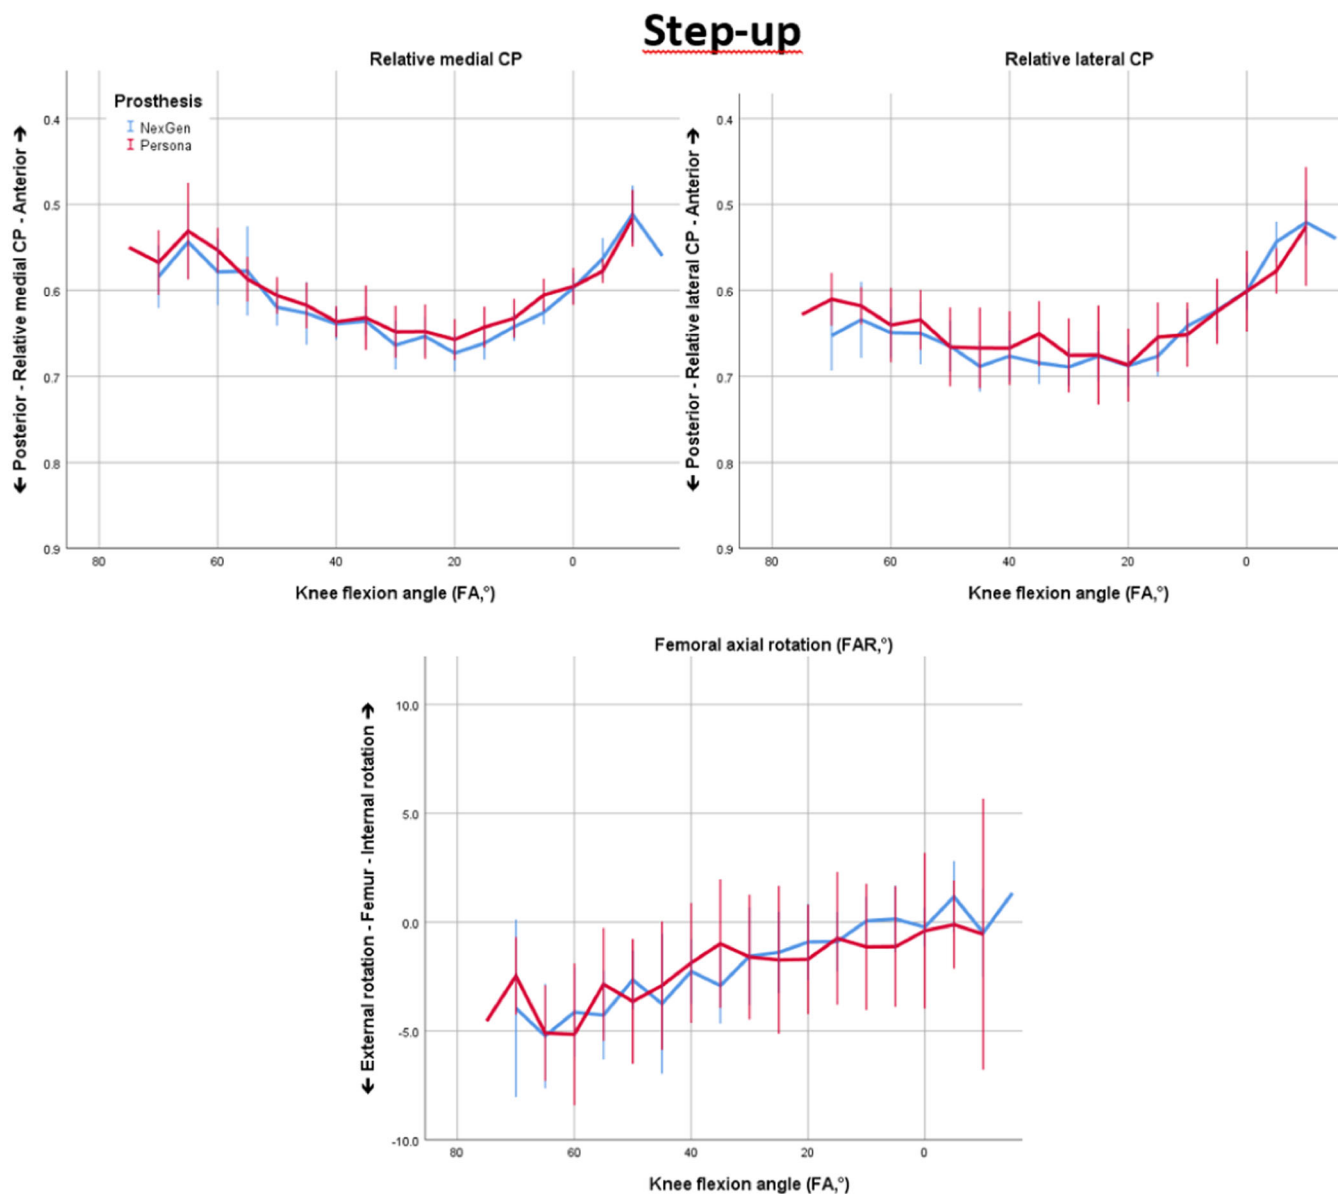 Step-up
Relative medial CP
Prosthesis
NexGen
Persona
← Posterior - Relative medial CP - Anterior →
0.4
0.5
0.6
0.7
0.8
0.9
80 60 40 20 0
Knee flexion angle (FA,°)
Relative lateral CP
← Posterior - Relative lateral CP - Anterior →
0.4
0.5
0.6
0.7
0.8
0.9
80 60 40 20 0
Knee flexion angle (FA,°)
Femoral axial rotation (FAR,°)
← External rotation - Femur - Internal rotation →
10.0
5.0
0.0
-5.0
-10.0
80 60 40 20 0
Knee flexion angle (FA,°)